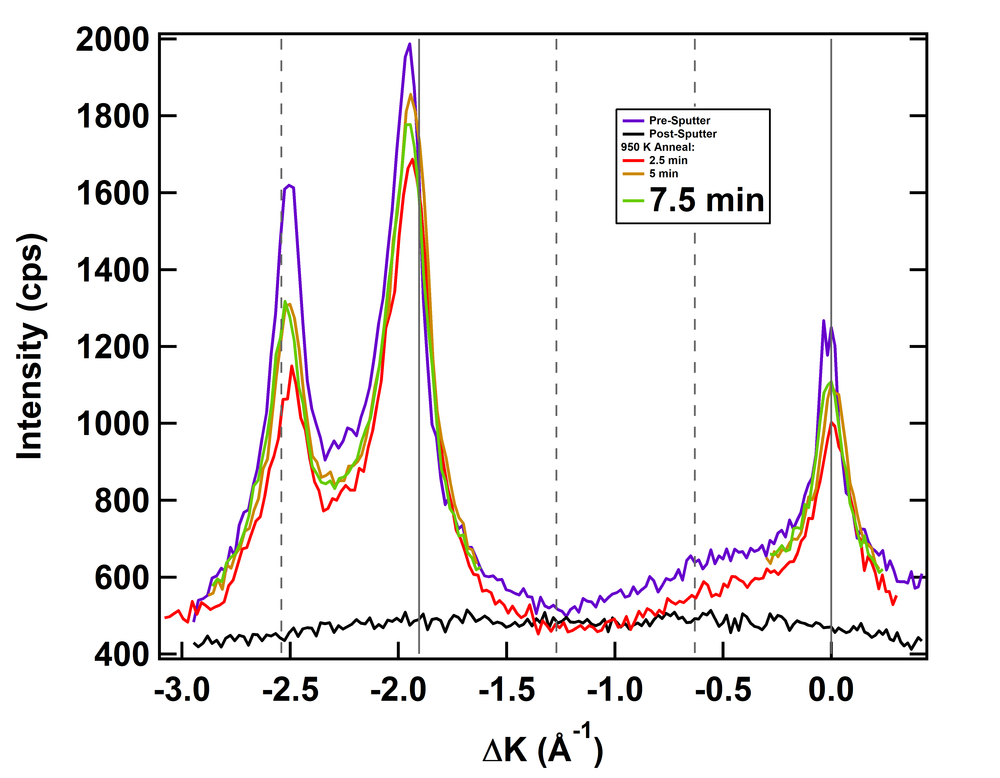 2000
1800
1600
1400
1200
1000
800
600
400
Intensity (cps)
Pre-Sputter
Post-Sputter
950 K Anneal:
2.5 min
5 min
7.5 min
-3.0 -2.5 -2.0 -1.5 -1.0 -0.5 0.0
ΔK (Å-1)